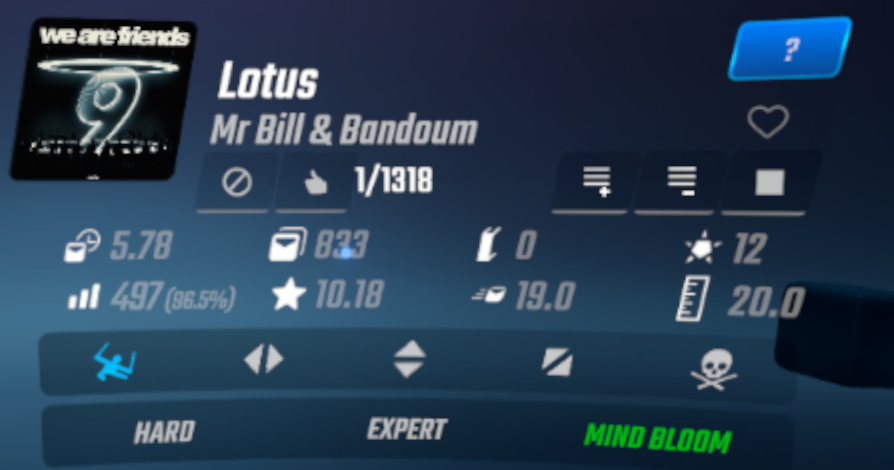 we are friends
?
Lotus
Mr Bill & Bandoum
1/1318
5.78 833 0 12
497 (96.5%) 10.18 19.0 20.0
HARD EXPERT MIND BLOOM